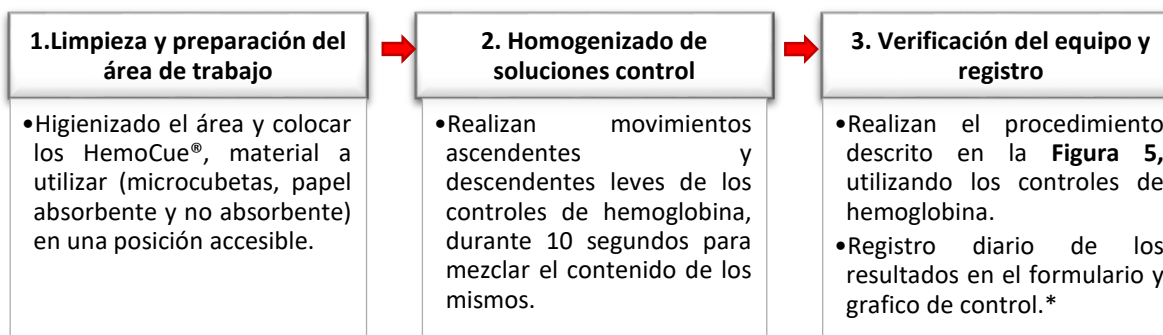 1.Limpieza y preparación del
área de trabajo
•Higienizado el área y colocar
los HemoCue®, material a
utilizar (microcubetas, papel
absorbente y no absorbente)
en una posición accesible.
2. Homogenizado de
soluciones control
•Realizan movimientos
ascendentes y
descendentes leves de los
controles de hemoglobina,
durante 10 segundos para
mezclar el contenido de los
mismos.
3. Verificación del equipo y
registro
•Realizan el procedimiento
descrito en la Figura 5,
utilizando los controles de
hemoglobina.
•Registro diario de los
resultados en el formulario y
grafico de control.*